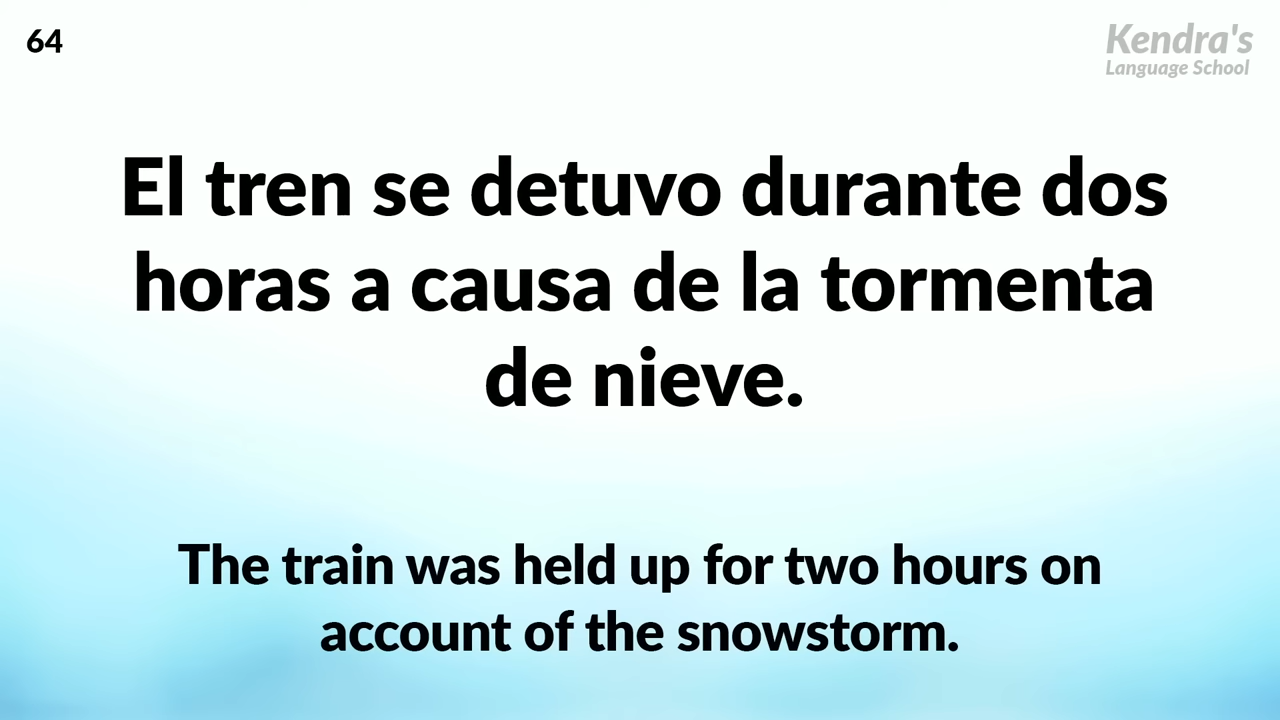 64
Kendra's
Language School
El tren se detuvo durante dos
horas a causa de la tormenta
de nieve.
The train was held up for two hours on
account of the snowstorm.